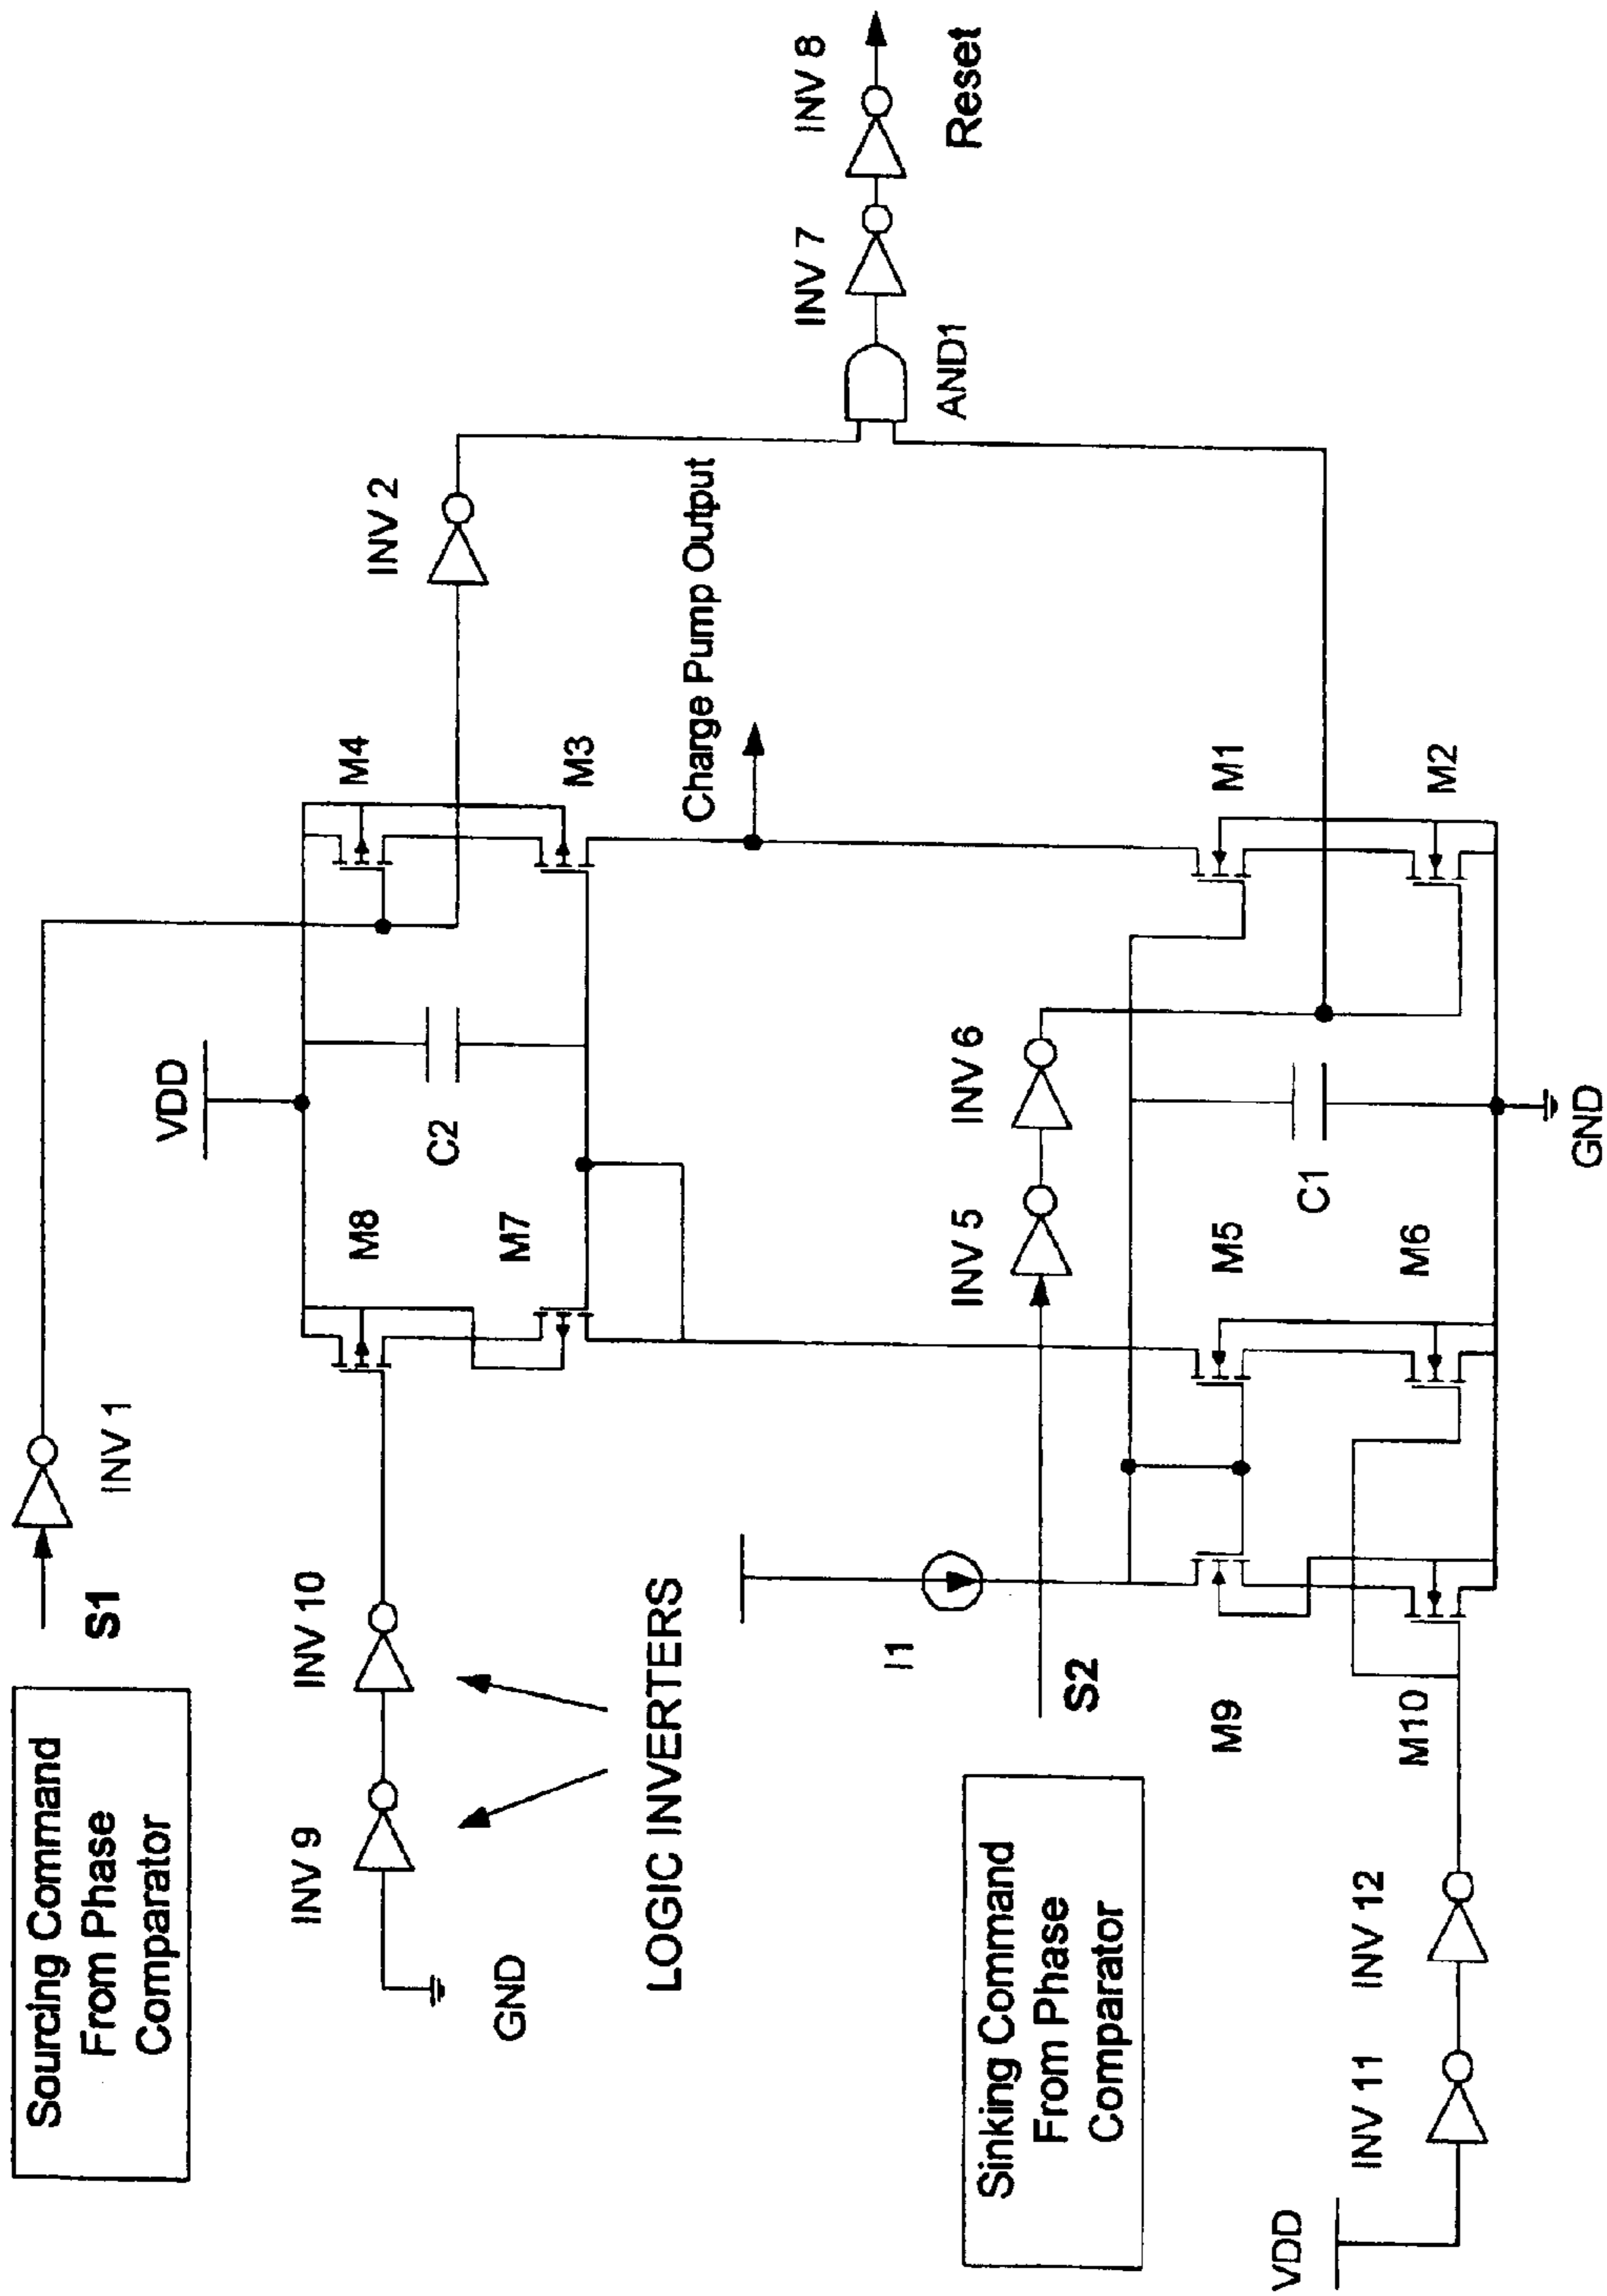 Sourcing Command
From Phase
Comparator
S1
INV 1
VDD
INV 9
INV 10
GND
LOGIC INVERTERS
M8
M7
C2
M4
M3
INV 2
Charge Pump Output
AND1
INV 7
INV 8
Reset
I1
S2
INV 5
INV 6
Sinking Command
From Phase
Comparator
M9
M10
M5
M6
C1
M1
M2
VDD
INV 11
INV 12
GND